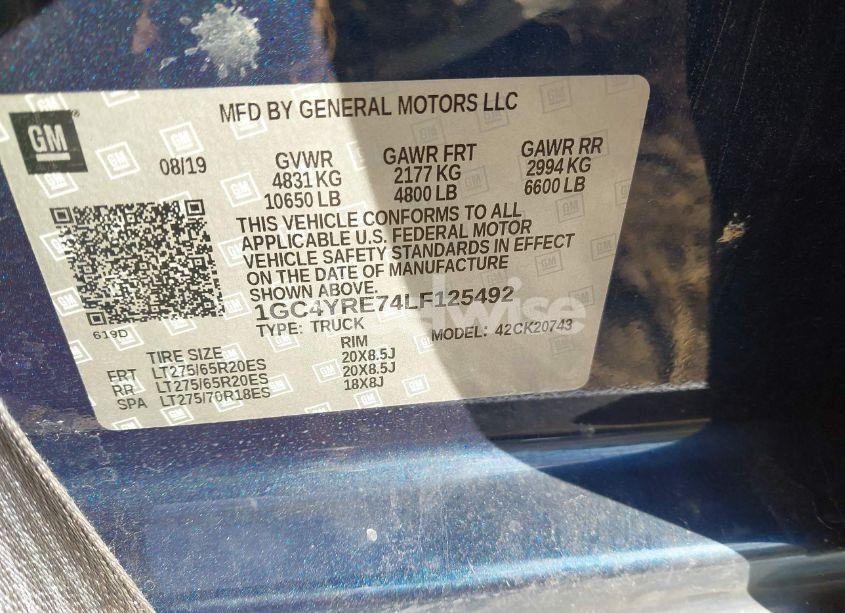 MFD BY GENERAL MOTORS LLC
GM
08/19
GVWR
4831 KG
10650 LB
GAWR FRT
2177 KG
4800 LB
GAWR RR
2994 KG
6600 LB
THIS VEHICLE CONFORMS TO ALL
APPLICABLE U.S. FEDERAL MOTOR
VEHICLE SAFETY STANDARDS IN EFFECT
ON THE DATE OF MANUFACTURE
SHOWN ABOVE.
1GC4YRE74LF125492
TYPE: TRUCK
MODEL: 42CK20743
619D
TIRE SIZE RIM
FRT LT275/65R20ES 20X8.5J
RR LT275/65R20ES 20X8.5J
SPA LT275/70R18ES 18X8J